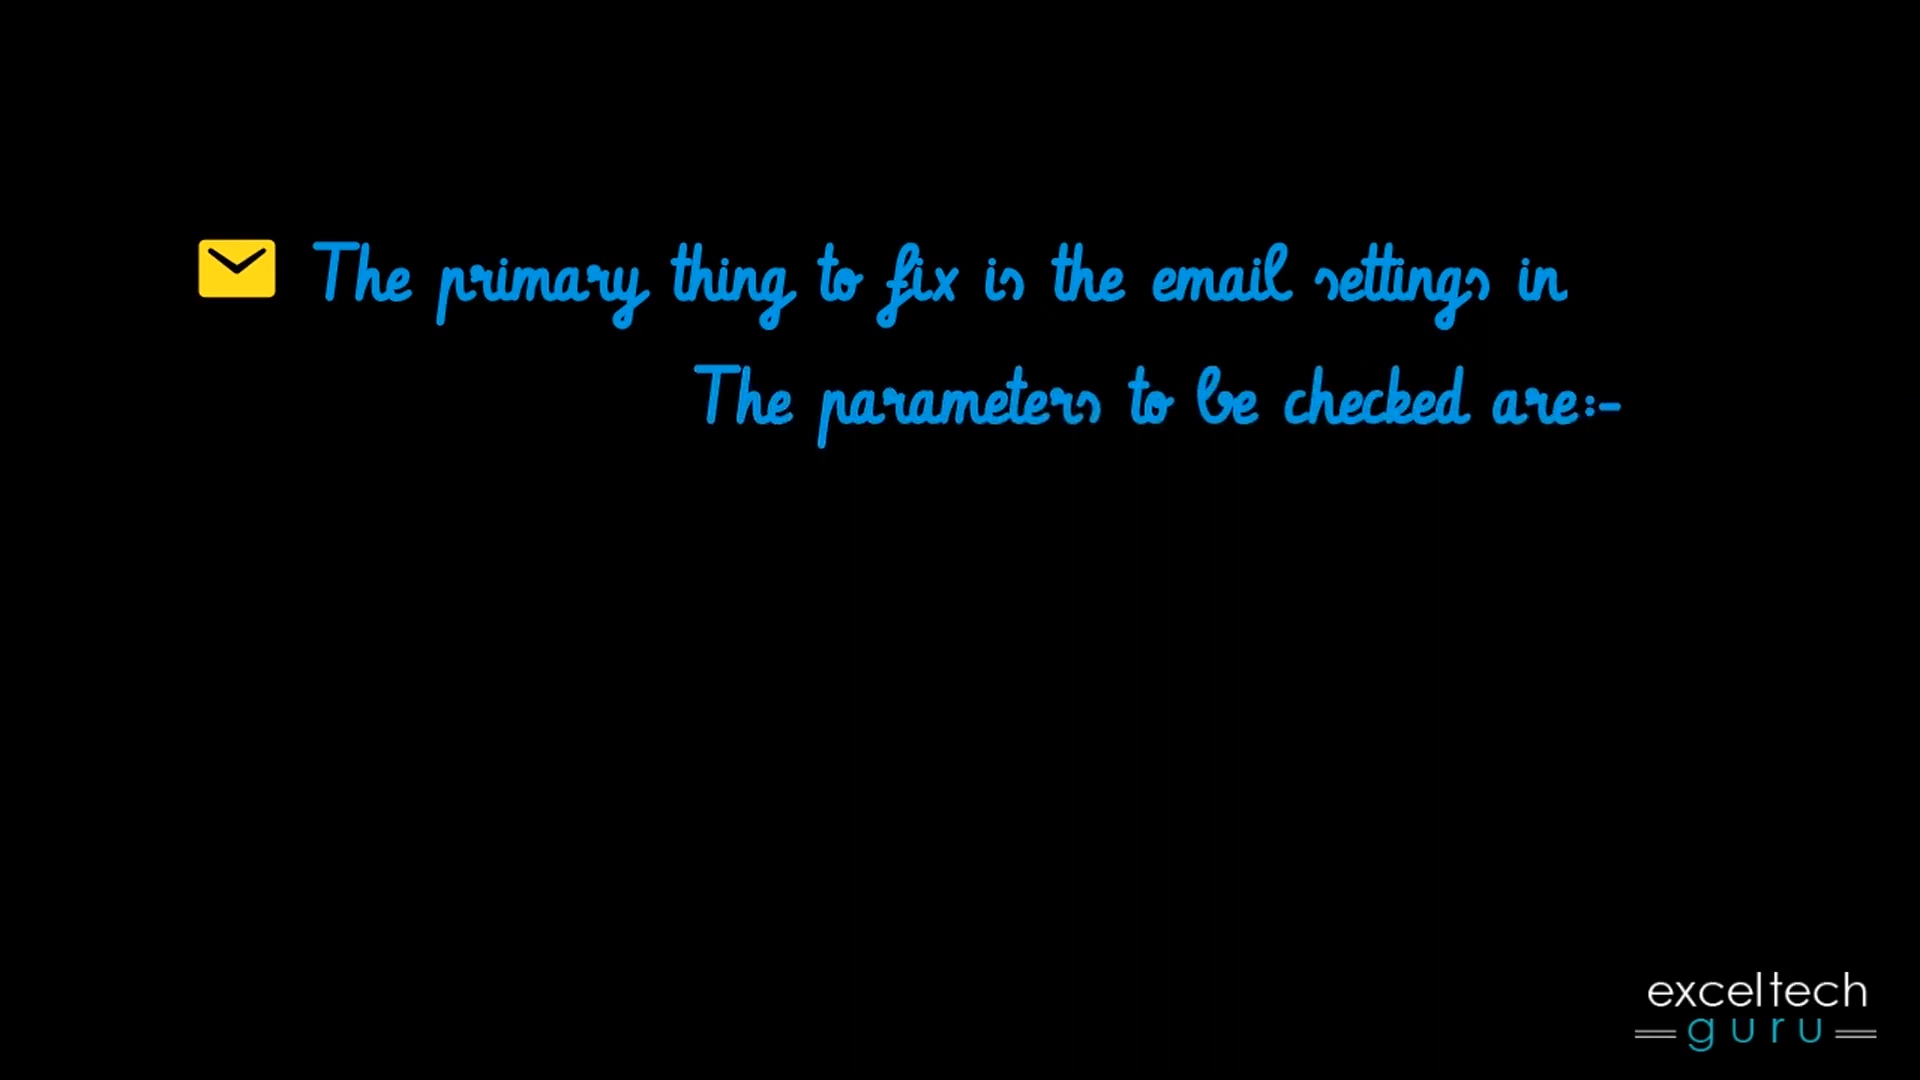 The primary thing to fix is the email settings in
The parameters to be checked are:-
exceltech
guru